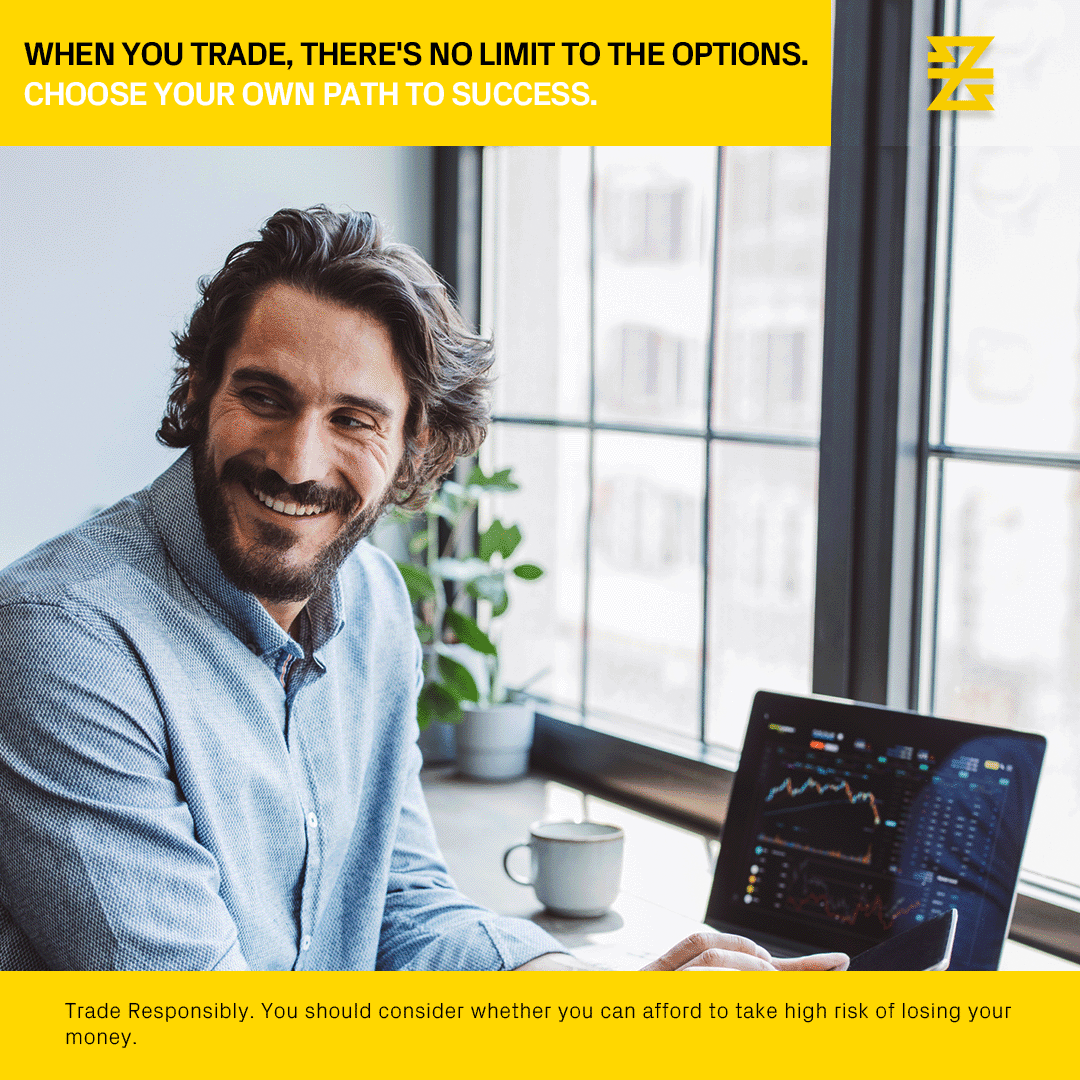 WHEN YOU TRADE, THERE'S NO LIMIT TO THE OPTIONS.
CHOOSE YOUR OWN PATH TO SUCCESS.
Trade Responsibly. You should consider whether you can afford to take high risk of losing your
money.